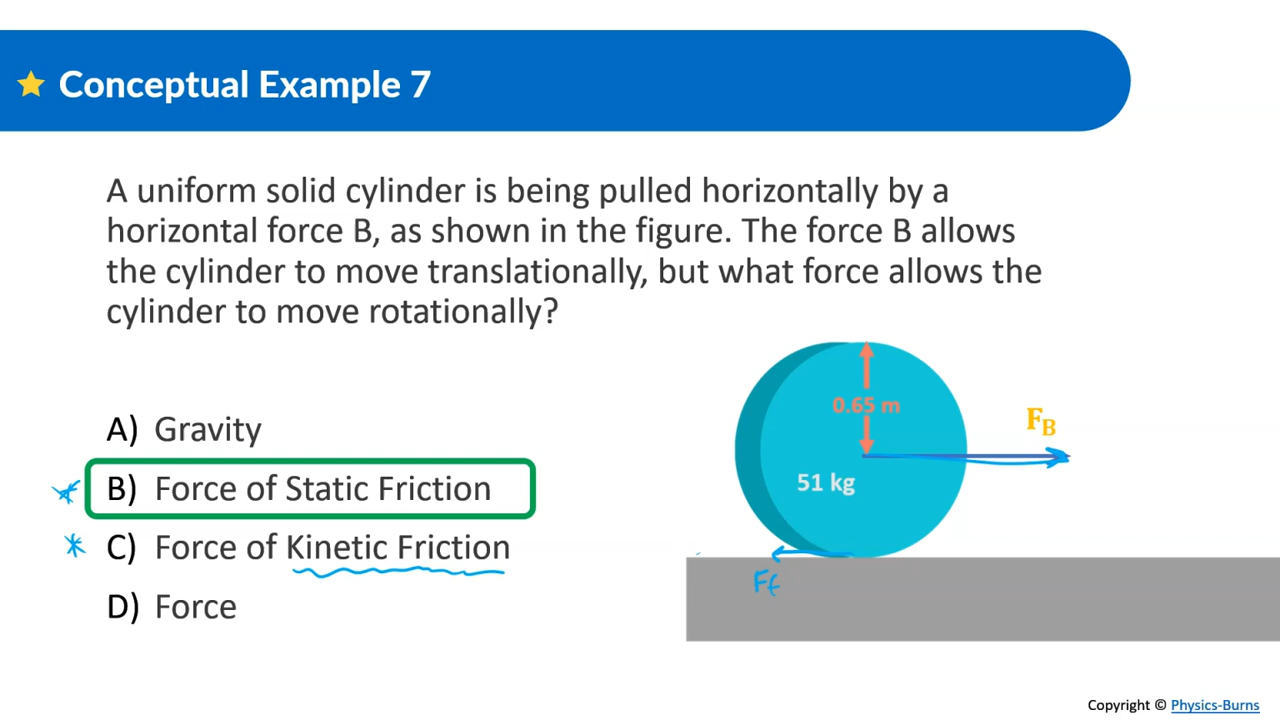 Conceptual Example 7
A uniform solid cylinder is being pulled horizontally by a
horizontal force B, as shown in the figure. The force B allows
the cylinder to move translationally, but what force allows the
cylinder to move rotationally?
A) Gravity
B) Force of Static Friction
C) Force of Kinetic Friction
D) Force
0.65 m
F_B
51 kg
Ff
Copyright © Physics-Burns